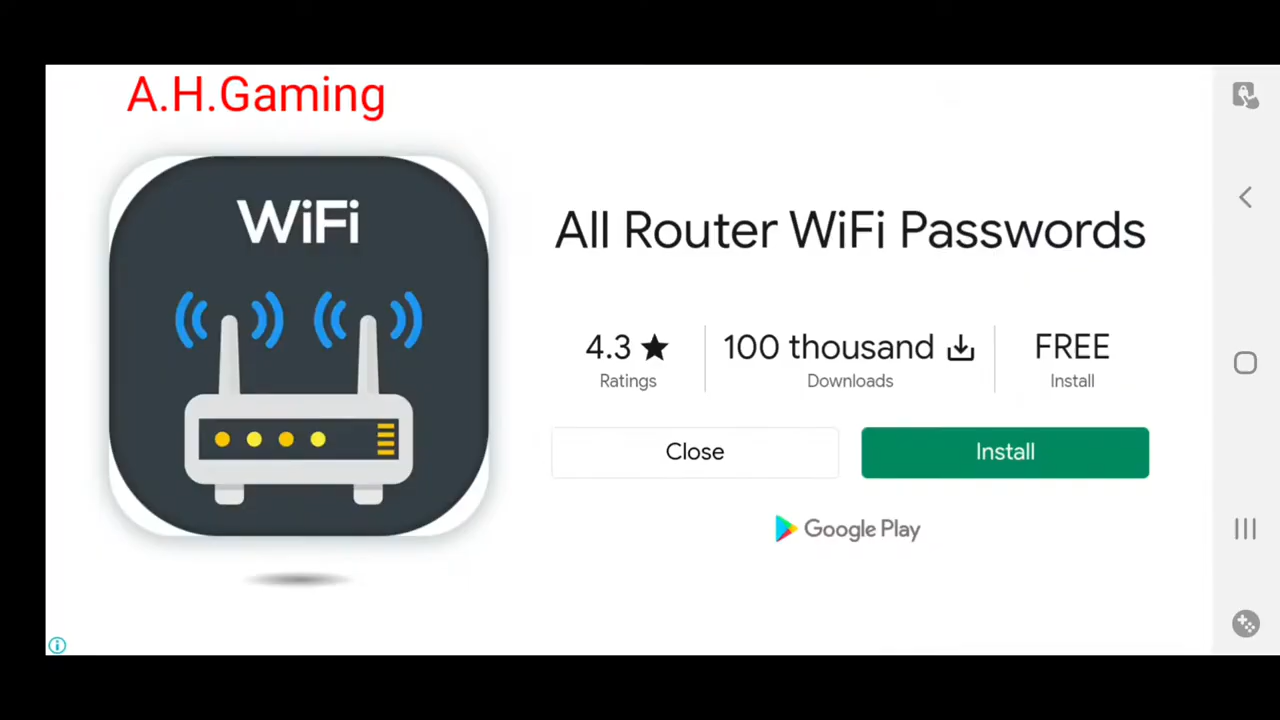 A.H.Gaming
WiFi
All Router WiFi Passwords
4.3 ★ 100 thousand FREE
Ratings Downloads Install
Close Install
Google Play